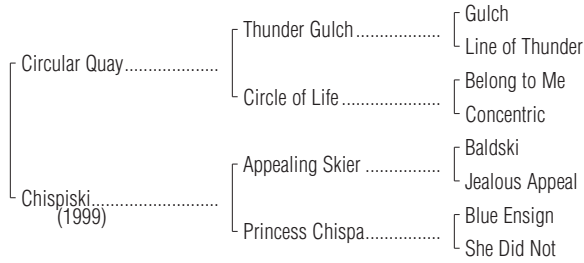 Gulch
Thunder Gulch..................
Line of Thunder
Circular Quay....................
Belong to Me
Circle of Life .....................
Concentric
Baldski
Appealing Skier ................
Jealous Appeal
Chispiski...........................
(1999)
Blue Ensign
Princess Chispa................
She Did Not